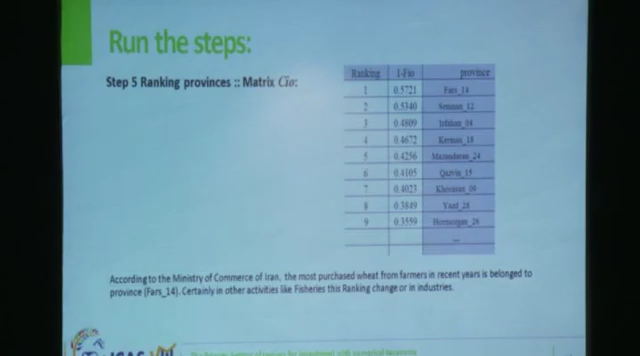 Run the steps:
Step 5 Ranking provinces :: Matrix Cio:
Ranking 1-Fio province
1 0.5721 Fars_14
2 0.5340 Semnan_12
3 0.4809 Isfahan_04
4 0.4672 Kerman_18
5 0.4256 Mazandaran_24
6 0.4105 Qazvin_15
7 0.4023 Khorasan_09
8 0.3849 Yazd_28
9 0.3559 Hormozgan_26
...
According to the Ministry of Commerce of Iran, the most purchased wheat from farmers in recent years is belonged to
province (Fars_14). Certainly in other activities like Fisheries this Ranking change or in industries.